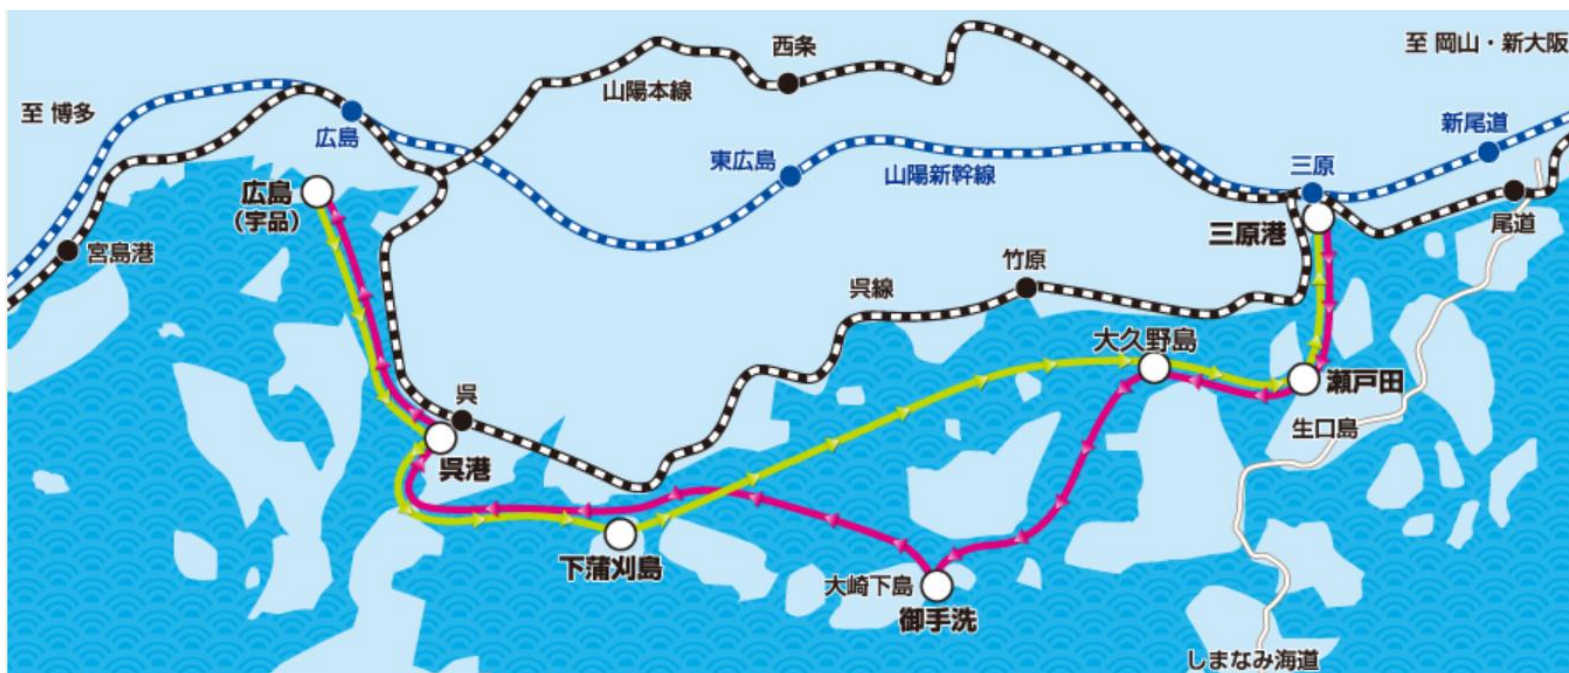 西条
至 岡山・新大阪
山陽本線
至 博多
広島
新尾道
東広島
山陽新幹線
三原
広島
(宇品)
宮島港
三原港
尾道
竹原
呉線
大久野島
瀬戸田
呉
生口島
呉港
下蒲刈島
大崎下島
御手洗
しまなみ海道